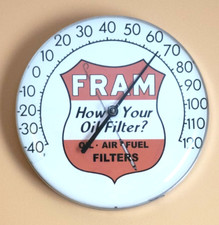 -40 -30 -20 -10 0 10 20 30 40 50 60 70 80 90 100 110 120
FRAM
How's Your
Oil Filter?
OIL · AIR · FUEL
FILTERS